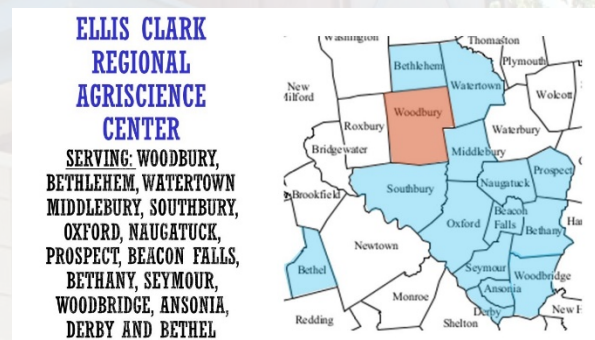 ELLIS CLARK
REGIONAL
AGRISCIENCE
CENTER
SERVING: WOODBURY,
BETHLEHEM, WATERTOWN
MIDDLEBURY, SOUTHBURY,
OXFORD, NAUGATUCK,
PROSPECT, BEACON FALLS,
BETHANY, SEYMOUR,
WOODBRIDGE, ANSONIA,
DERBY AND BETHEL
Washington
Thomaston
Plymouth
Bethlehem
Watertown
New
Milford
Wolcott
Woodbury
Roxbury
Waterbury
Bridgewater
Middlebury
Prospect
Naugatuck
Southbury
Brookfield
Beacon
Falls
Oxford
Bethany
Ha
Newtown
Seymour
Bethel
Woodbridge
Ansonia
Monroe
Derby
New H
Redding
Shelton